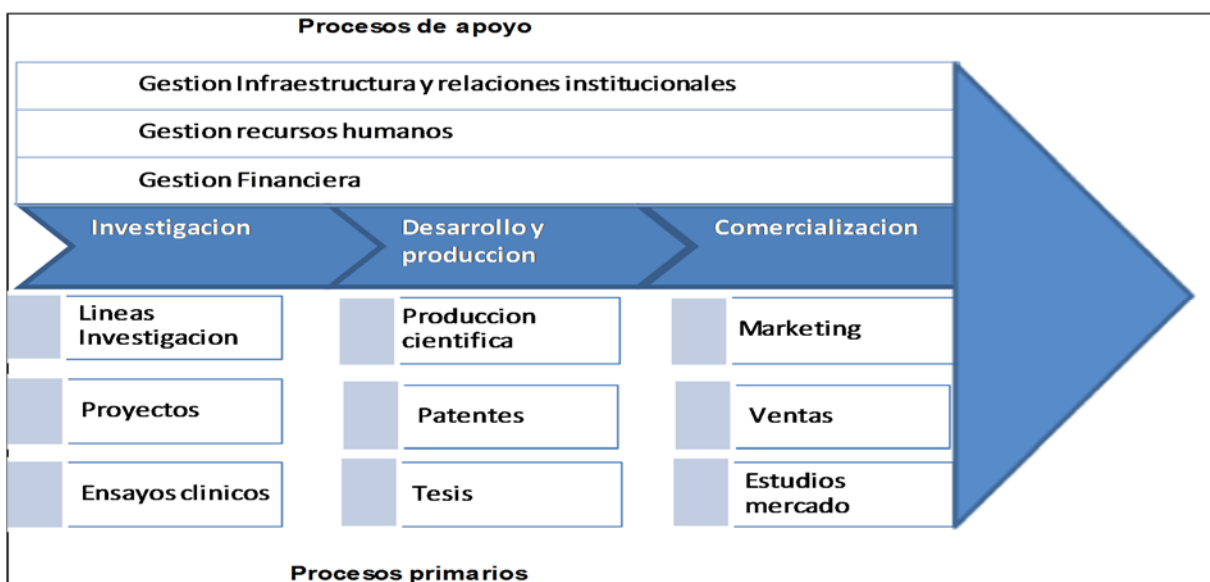 Procesos de apoyo
Gestion Infraestructura y relaciones institucionales
Gestion recursos humanos
Gestion Financiera
Investigacion
Desarrollo y
produccion
Comercializacion
Lineas
Investigacion
Produccion
cientifica
Marketing
Proyectos
Patentes
Ventas
Ensayos clinicos
Tesis
Estudios
mercado
Procesos primarios